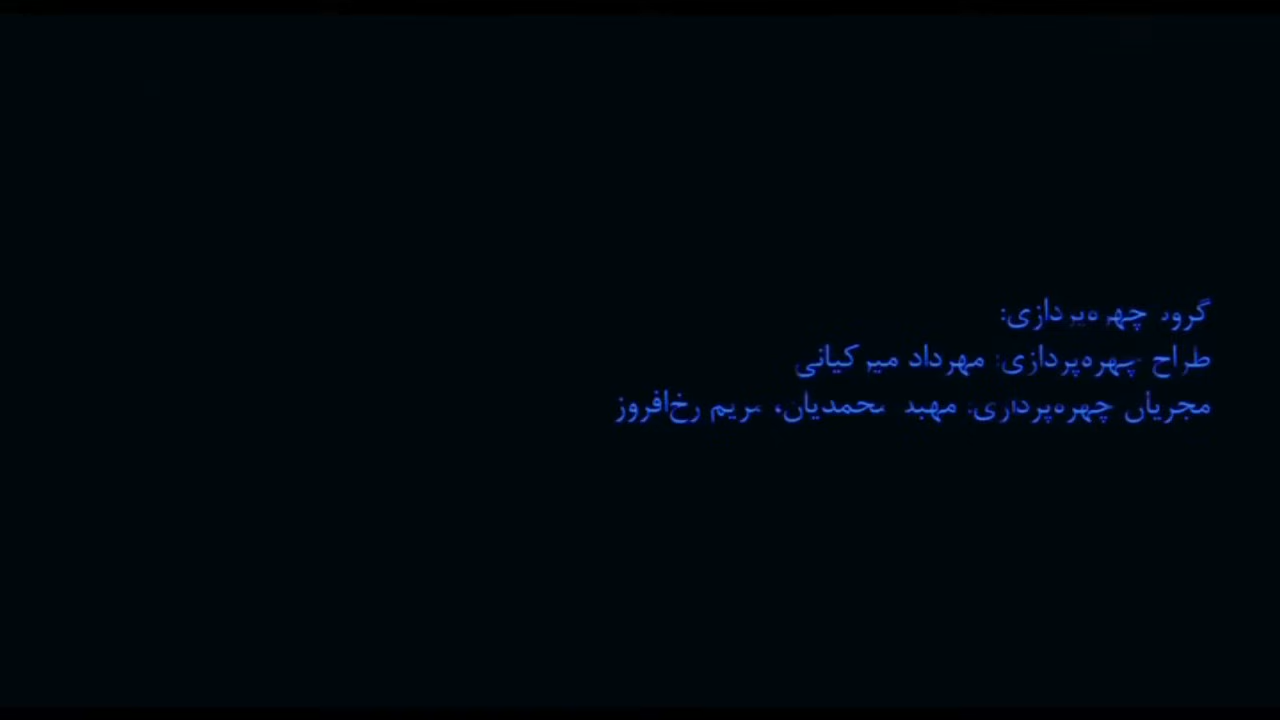 گروه چهره‌پردازی:
طراح چهره‌پردازی: مهرداد میرکیانی
مجریان چهره‌پردازی: مهبد محمدیان، مریم رخ‌افروز